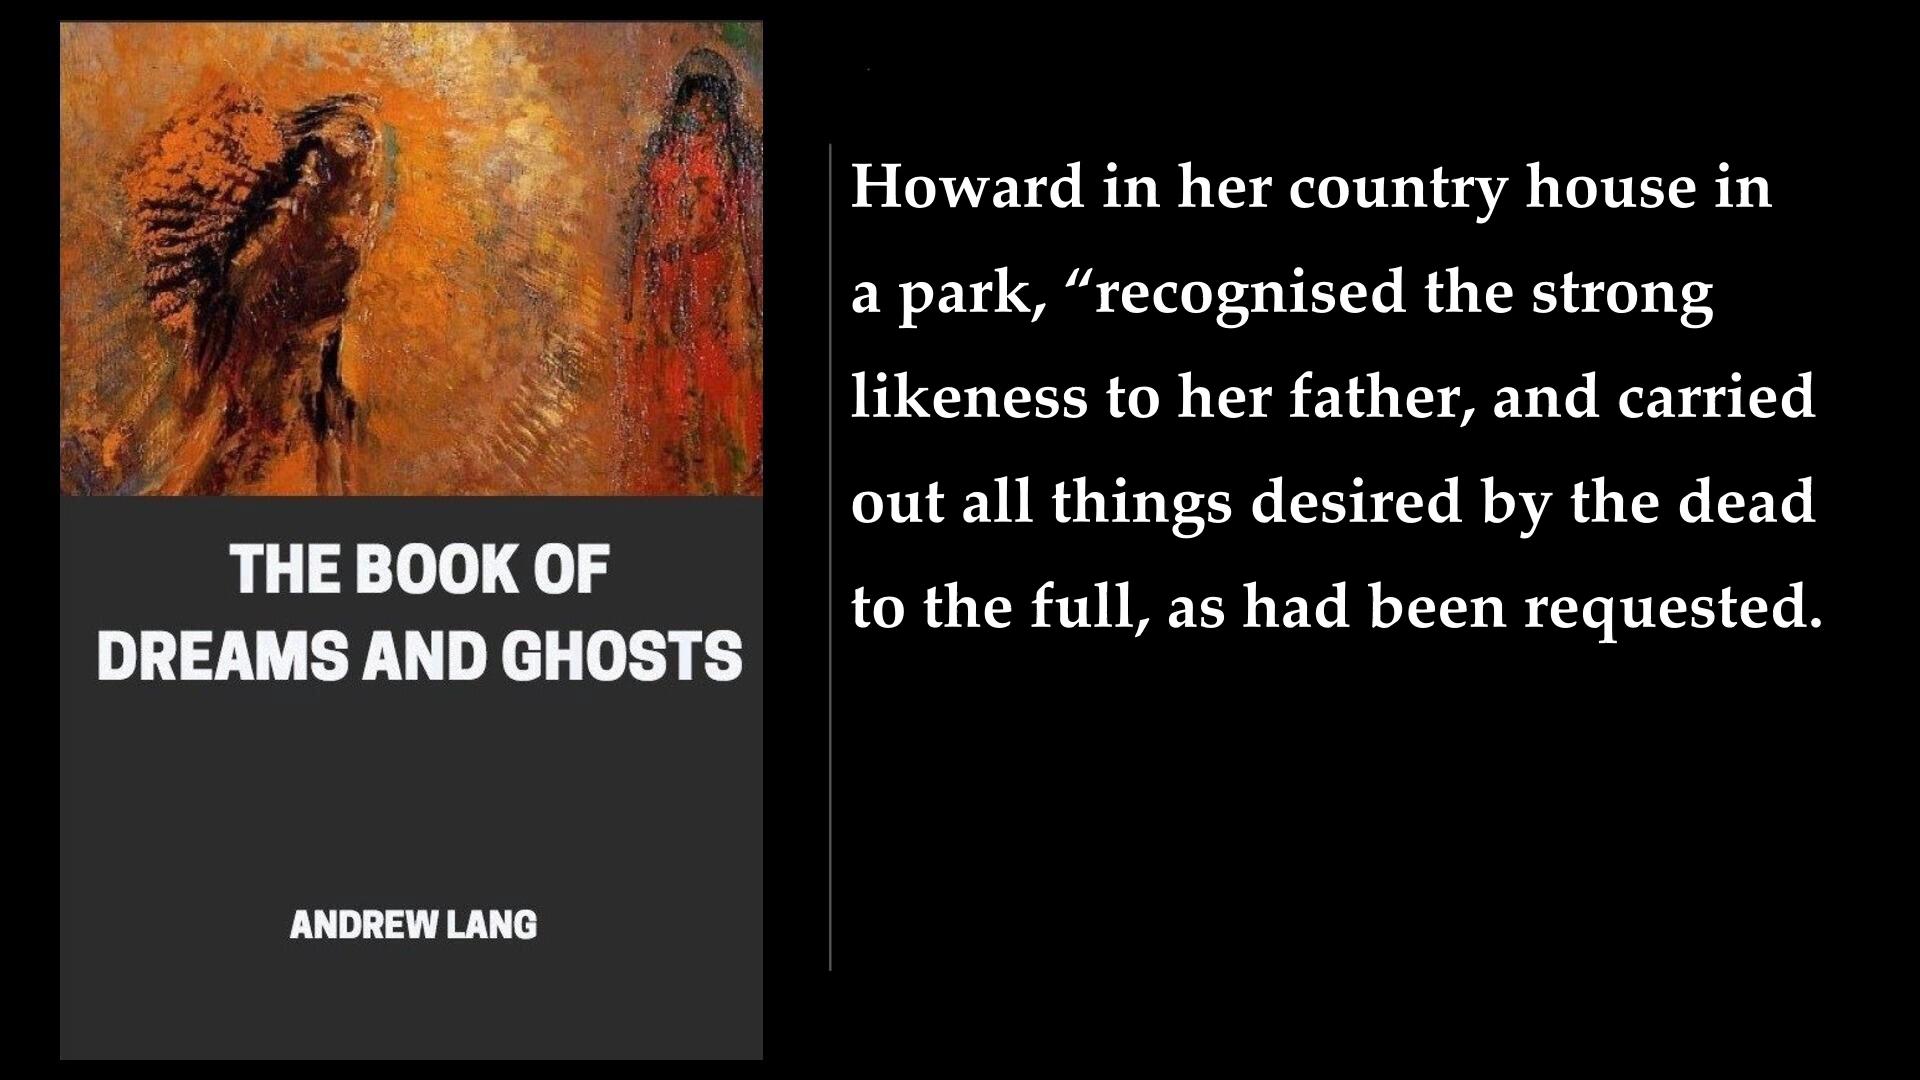 THE BOOK OF
DREAMS AND GHOSTS
ANDREW LANG
Howard in her country house in
a park, “recognised the strong
likeness to her father, and carried
out all things desired by the dead
to the full, as had been requested.